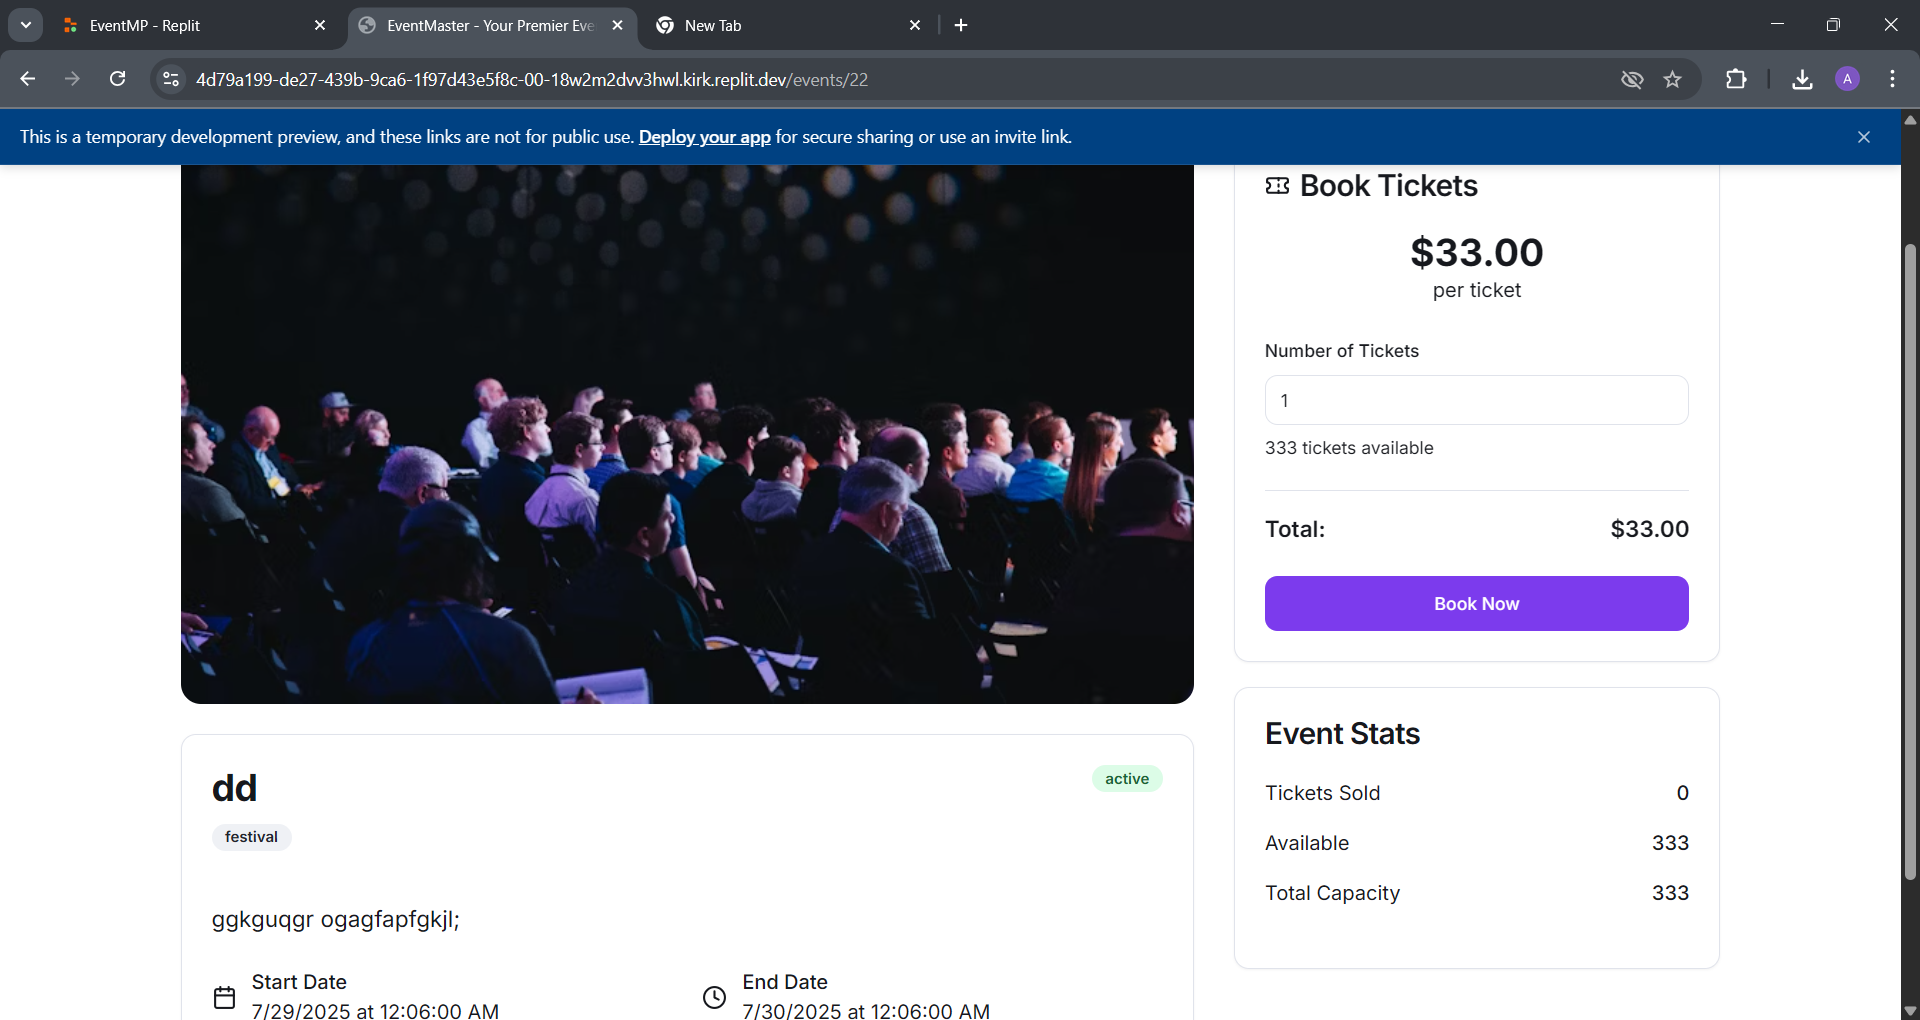 EventMP - Replit
EventMaster - Your Premier Eve
New Tab
4d79a199-de27-439b-9ca6-1f97d43e5f8c-00-18w2m2dvv3hwl.kirk.replit.dev/events/22
A
This is a temporary development preview, and these links are not for public use. Deploy your app for secure sharing or use an invite link.
Book Tickets
$33.00
per ticket
Number of Tickets
1
333 tickets available
Total: $33.00
Book Now
Event Stats
Tickets Sold 0
Available 333
Total Capacity 333
dd
active
festival
ggkguqgr ogagfapfgkjl;
Start Date
7/29/2025 at 12:06:00 AM
End Date
7/30/2025 at 12:06:00 AM